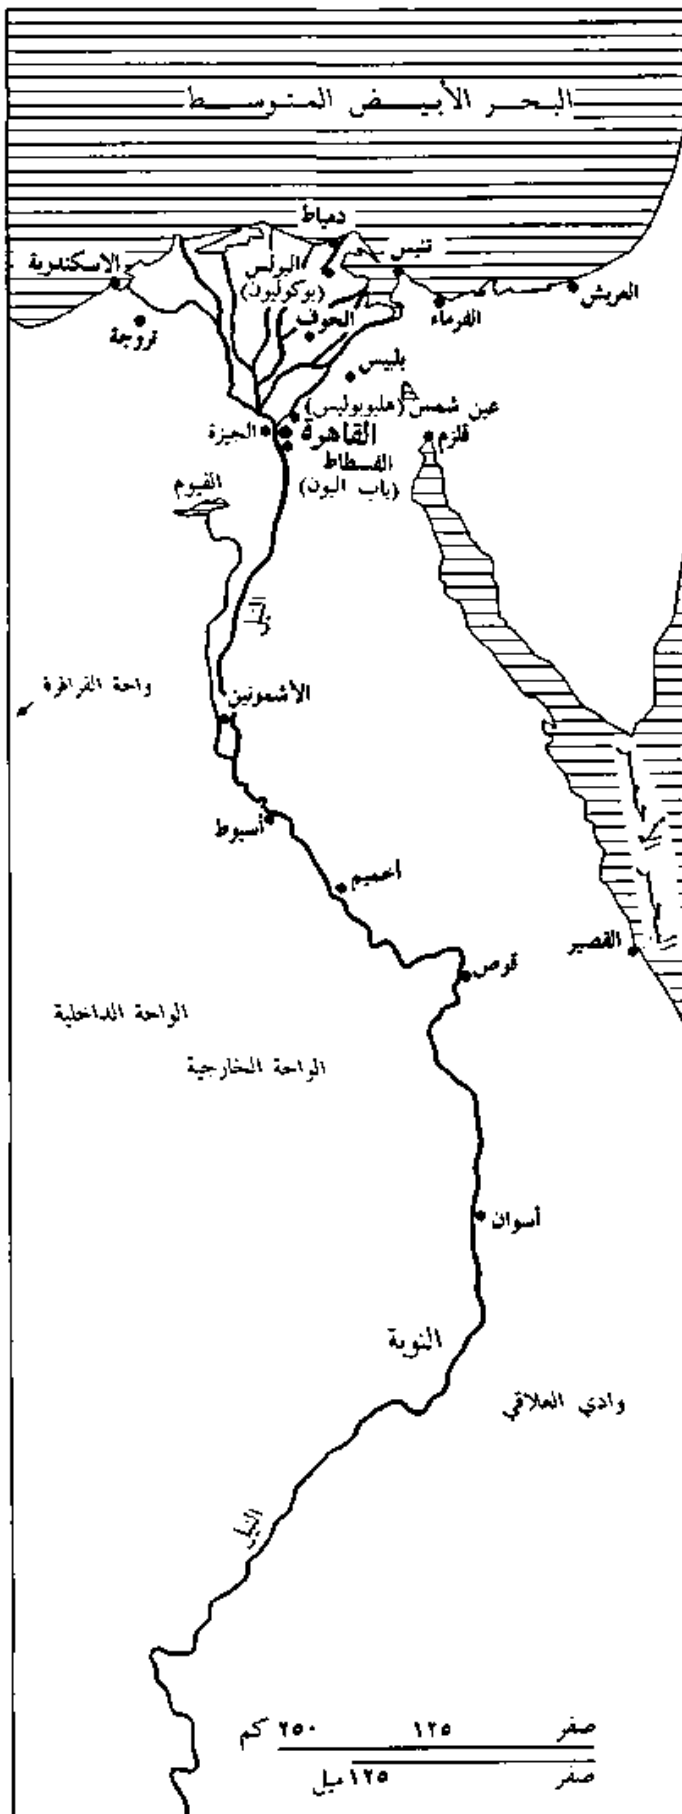 البحر الأبيض المتوسط
دمياط
تنيس
الاسكندرية
البرلس
(بوكوليون)
العريش
الفرماء
الحوف
تروجة
بلبيس
عين شمس (هليوبوليس)
قلزم
القاهرة
الجيزة
الفسطاط
(باب اليون)
الفيوم
النيل
واحة الفرافرة
الأشمونين
أسيوط
اخميم
القصير
قوص
الواحة الداخلية
الواحة الخارجية
أسوان
النوبة
وادي العلاقي
النيل
صفر ١٢٥ ٢٥٠ كم
صفر ١٢٥ ميل